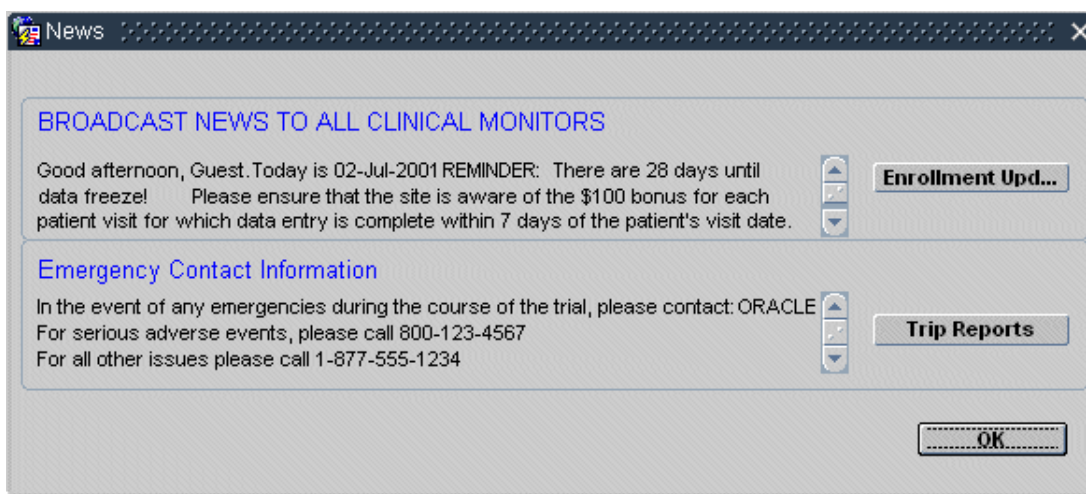 News
BROADCAST NEWS TO ALL CLINICAL MONITORS
Good afternoon, Guest.Today is 02-Jul-2001 REMINDER: There are 28 days until
data freeze! Please ensure that the site is aware of the $100 bonus for each
patient visit for which data entry is complete within 7 days of the patient's visit date.
Enrollment Upd...
Emergency Contact Information
In the event of any emergencies during the course of the trial, please contact: ORACLE
For serious adverse events, please call 800-123-4567
For all other issues please call 1-877-555-1234
Trip Reports
OK